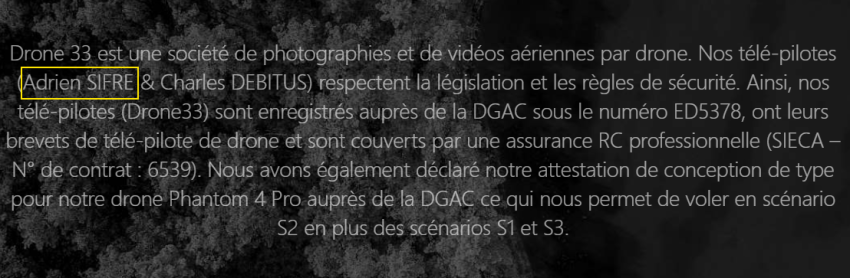 Drone 33 est une société de photographies et de vidéos aériennes par drone. Nos télé-pilotes
(Adrien SIFRE & Charles DEBITUS) respectent la législation et les règles de sécurité. Ainsi, nos
télé-pilotes (Drone33) sont enregistrés auprès de la DGAC sous le numéro ED5378, ont leurs
brevets de télé-pilote de drone et sont couverts par une assurance RC professionnelle (SIECA –
N° de contrat : 6539). Nous avons également déclaré notre attestation de conception de type
pour notre drone Phantom 4 Pro auprès de la DGAC ce qui nous permet de voler en scénario
S2 en plus des scénarios S1 et S3.